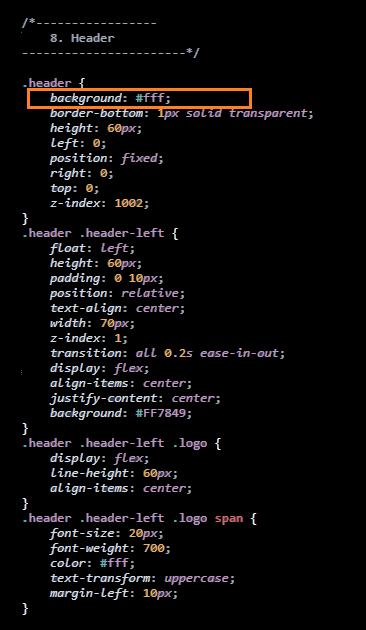 /*-----------------
    8. Header
-----------------------*/

.header {
    background: #fff;
    border-bottom: 1px solid transparent;
    height: 60px;
    left: 0;
    position: fixed;
    right: 0;
    top: 0;
    z-index: 1002;
}
.header .header-left {
    float: left;
    height: 60px;
    padding: 0 10px;
    position: relative;
    text-align: center;
    width: 70px;
    z-index: 1;
    transition: all 0.2s ease-in-out;
    display: flex;
    align-items: center;
    justify-content: center;
    background: #FF7849;
}
.header .header-left .logo {
    display: flex;
    line-height: 60px;
    align-items: center;
}
.header .header-left .logo span {
    font-size: 20px;
    font-weight: 700;
    color: #fff;
    text-transform: uppercase;
    margin-left: 10px;
}